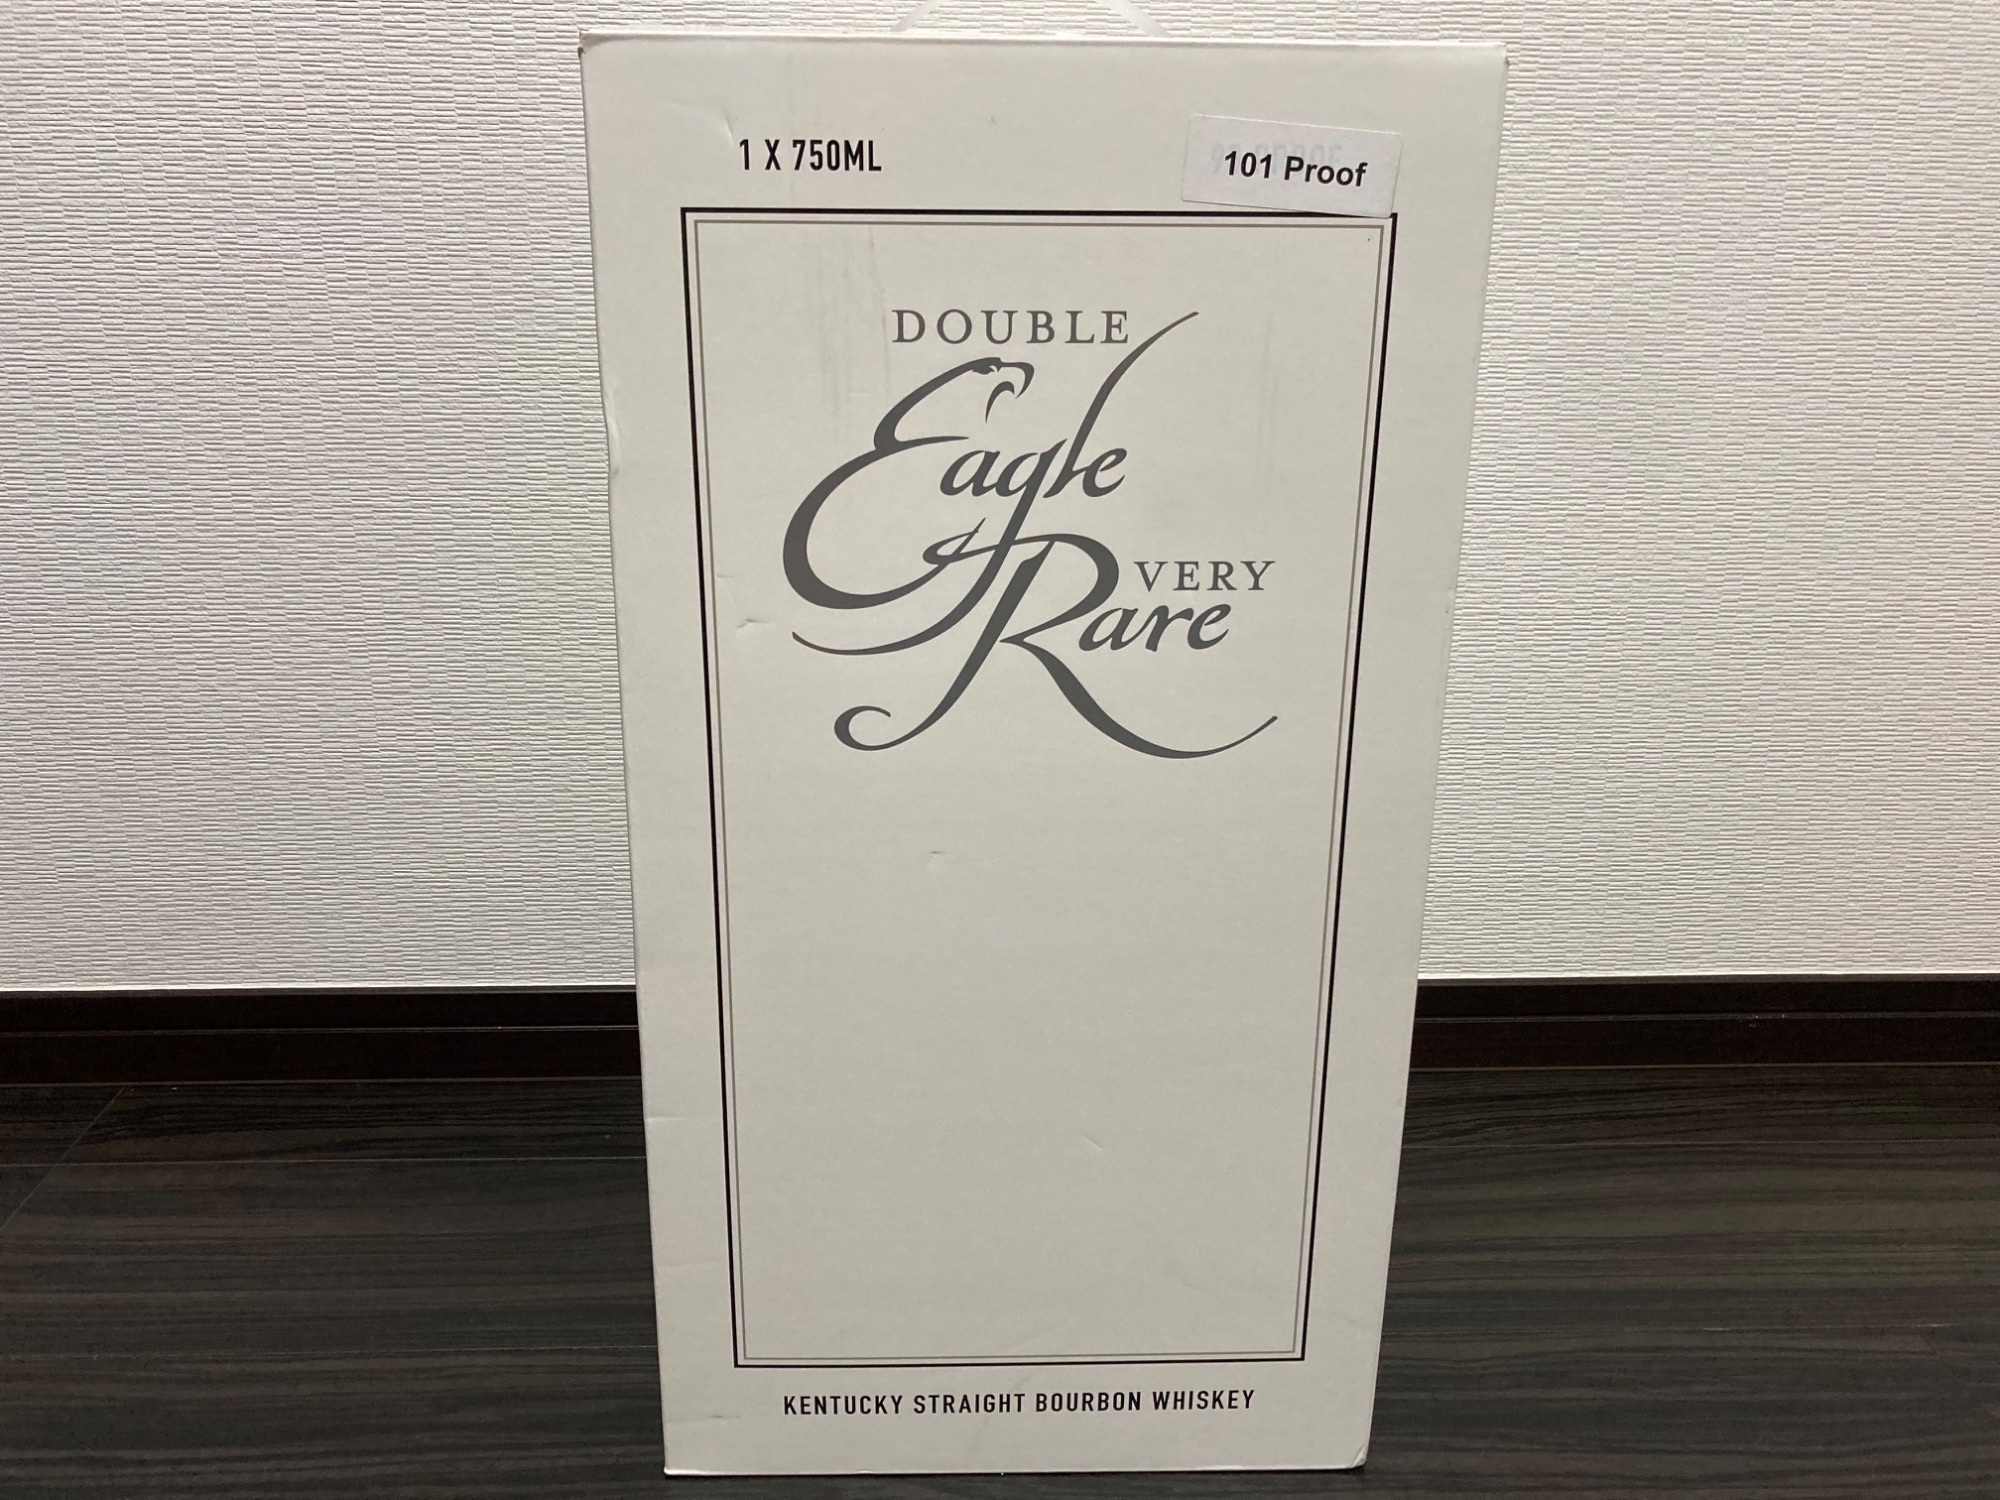 1 X 750ML
101 Proof
DOUBLE
Eagle
VERY
Rare
KENTUCKY STRAIGHT BOURBON WHISKEY